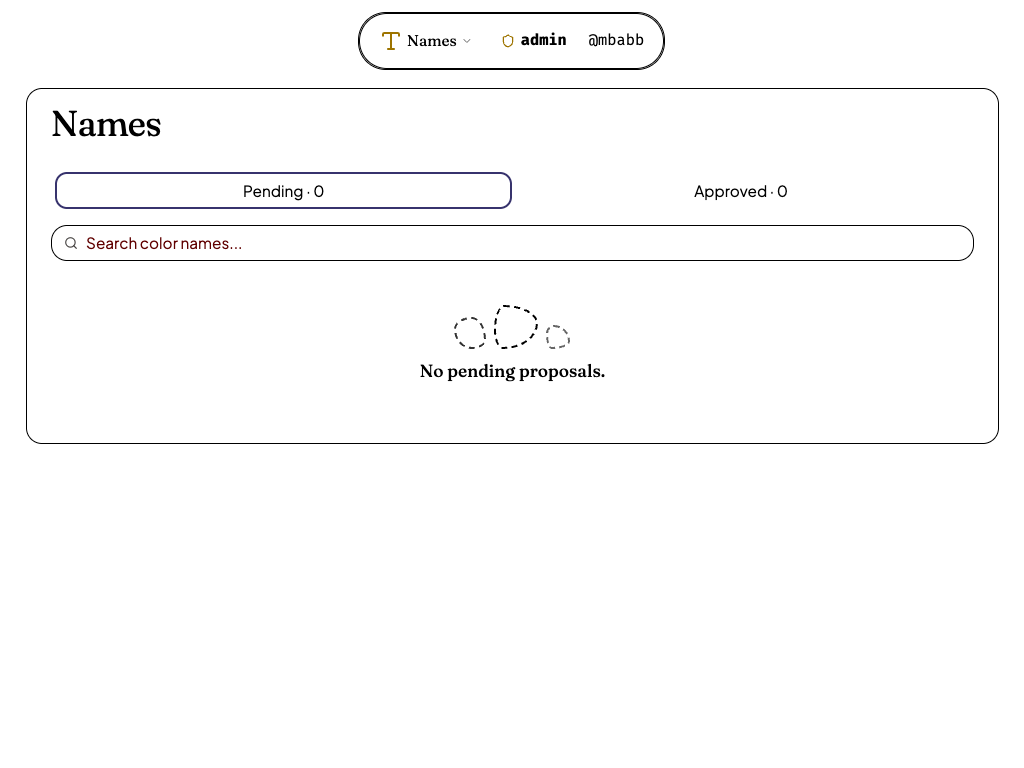 Names admin @mbabb
Names
Pending · 0 Approved · 0
Search color names...
No pending proposals.